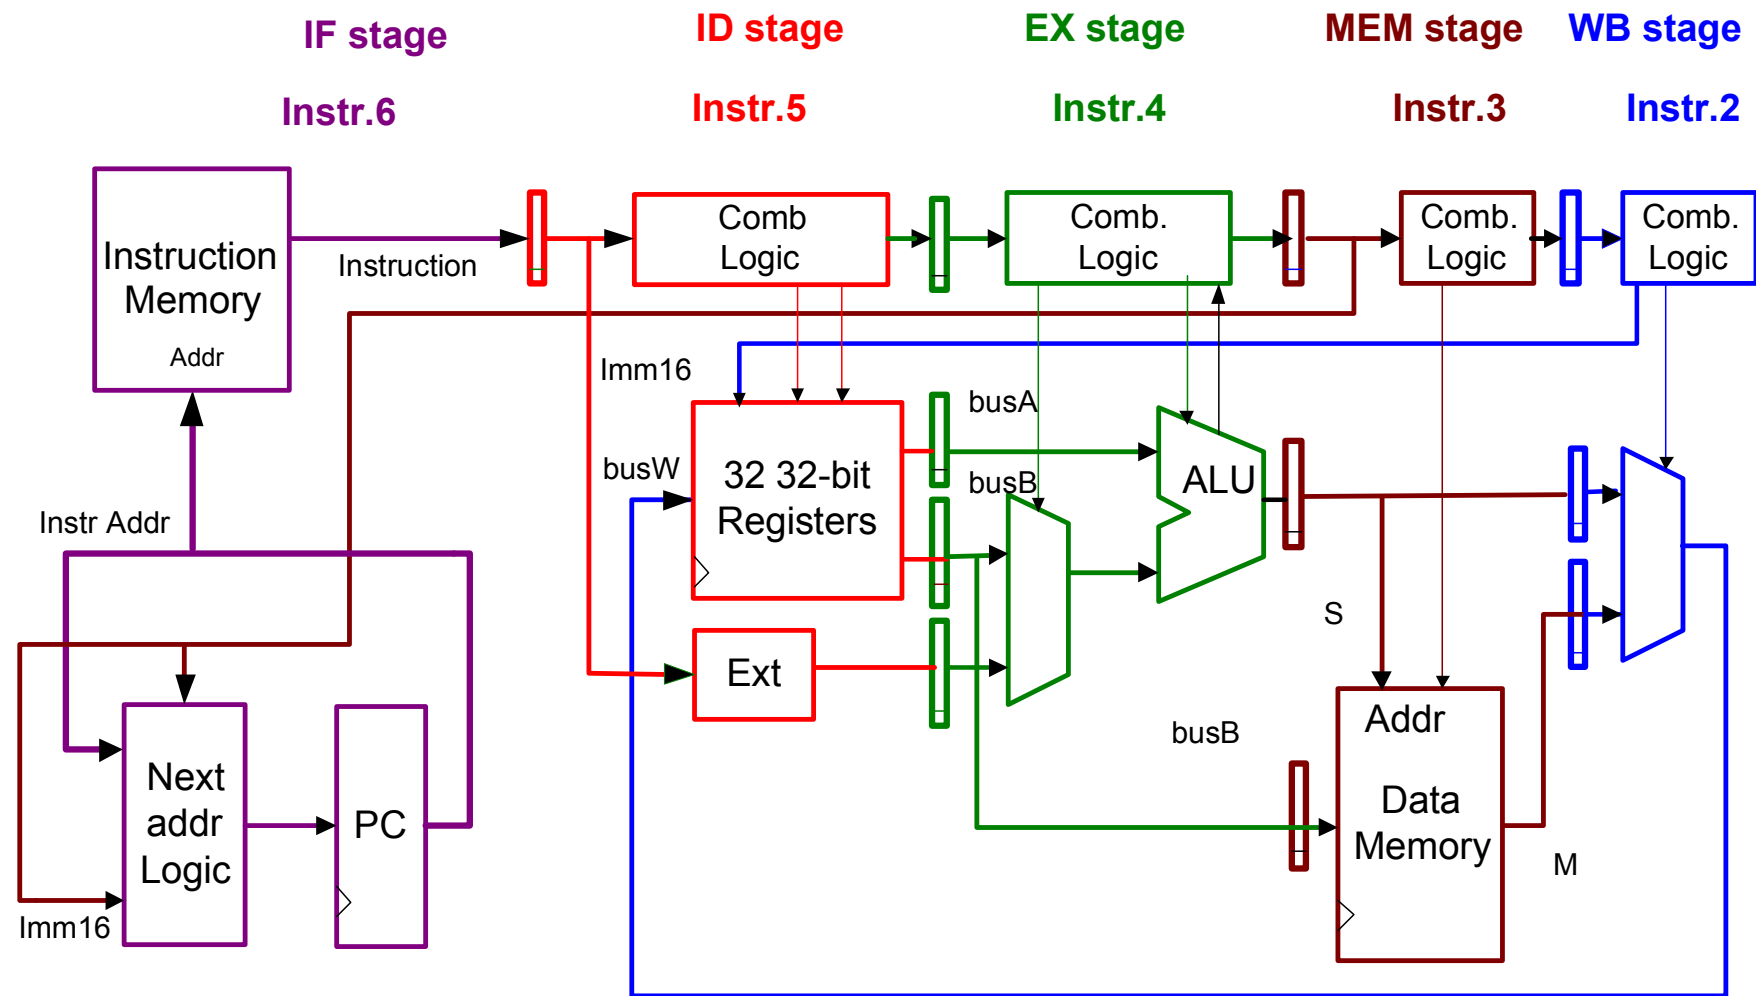 IF stage
ID stage
EX stage
MEM stage
WB stage
Instr.6
Instr.5
Instr.4
Instr.3
Instr.2
Instruction
Memory
Addr
Instruction
Comb
Logic
Comb.
Logic
Comb.
Logic
Comb.
Logic
Imm16
busA
busW
32 32-bit
Registers
busB
ALU
Instr Addr
S
Ext
Addr
busB
Next
addr
Logic
PC
Data
Memory
M
Imm16